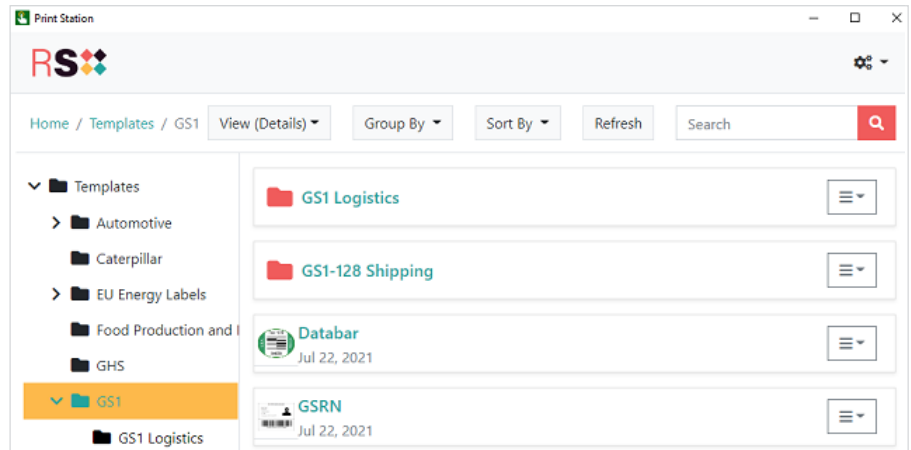 Print Station
RS
Home / Templates / GS1 View (Details) Group By Sort By Refresh Search
Templates
Automotive
Caterpillar
EU Energy Labels
Food Production and
GHS
GS1
GS1 Logistics
GS1 Logistics
GS1-128 Shipping
Databar
Jul 22, 2021
GSRN
Jul 22, 2021